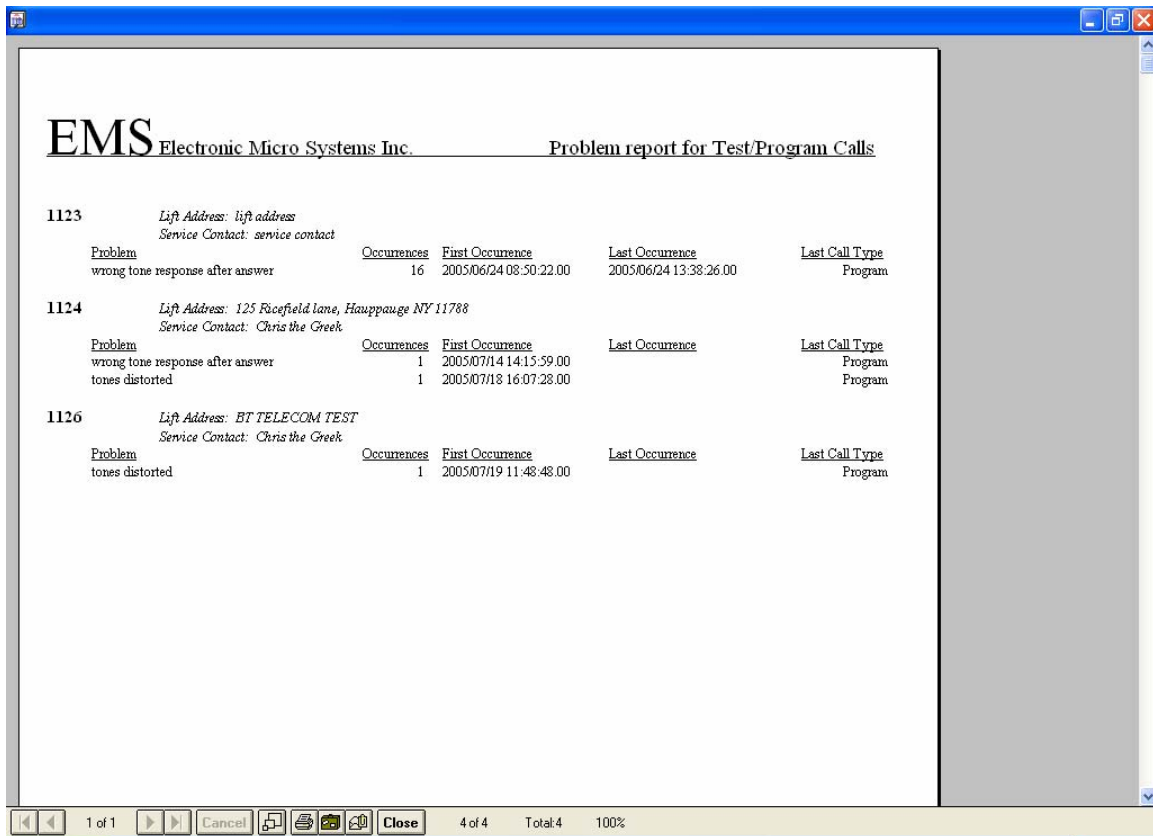 EMS Electronic Micro Systems Inc. Problem report for Test/Program Calls
1123 Lift Address: lift address
Service Contact: service contact
Problem Occurrences First Occurrence Last Occurrence Last Call Type
wrong tone response after answer 16 2005/06/24 08:50:22.00 2005/06/24 13:38:26.00 Program
1124 Lift Address: 125 Ricefield lane, Hauppauge NY 11788
Service Contact: Chris the Greek
Problem Occurrences First Occurrence Last Occurrence Last Call Type
wrong tone response after answer 1 2005/07/14 14:15:59.00 Program
tones distorted 1 2005/07/18 16:07:28.00 Program
1126 Lift Address: BT TELECOM TEST
Service Contact: Chris the Greek
Problem Occurrences First Occurrence Last Occurrence Last Call Type
tones distorted 1 2005/07/19 11:48:48.00 Program
1 of 1 Cancel Close 4 of 4 Total:4 100%